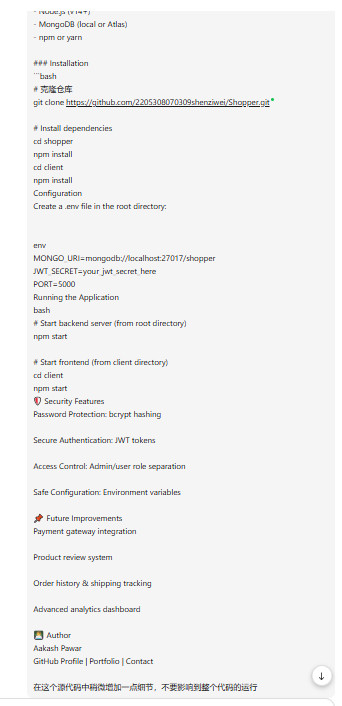 - Node.js (v14+)
- MongoDB (local or Atlas)
- npm or yarn
### Installation
```bash
# 克隆仓库
git clone https://github.com/2205308070309shenziwei/Shopper.git
# Install dependencies
cd shopper
npm install
cd client
npm install
Configuration
Create a .env file in the root directory:
env
MONGO_URI=mongodb://localhost:27017/shopper
JWT_SECRET=your_jwt_secret_here
PORT=5000
Running the Application
bash
# Start backend server (from root directory)
npm start
# Start frontend (from client directory)
cd client
npm start
🛡️ Security Features
Password Protection: bcrypt hashing
Secure Authentication: JWT tokens
Access Control: Admin/user role separation
Safe Configuration: Environment variables
📌 Future Improvements
Payment gateway integration
Product review system
Order history & shipping tracking
Advanced analytics dashboard
👨‍💻 Author
Aakash Pawar
GitHub Profile | Portfolio | Contact
在这个源代码中稍微增加一点细节，不要影响到整个代码的运行